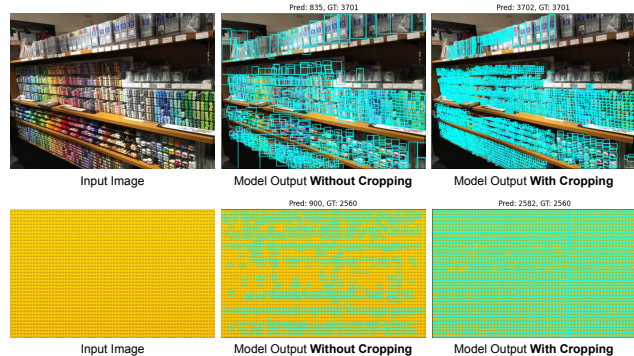 Pred: 835, GT: 3701
Pred: 3702, GT: 3701
Input Image
Model Output Without Cropping
Model Output With Cropping
Pred: 900, GT: 2560
Pred: 2582, GT: 2560
Input Image
Model Output Without Cropping
Model Output With Cropping